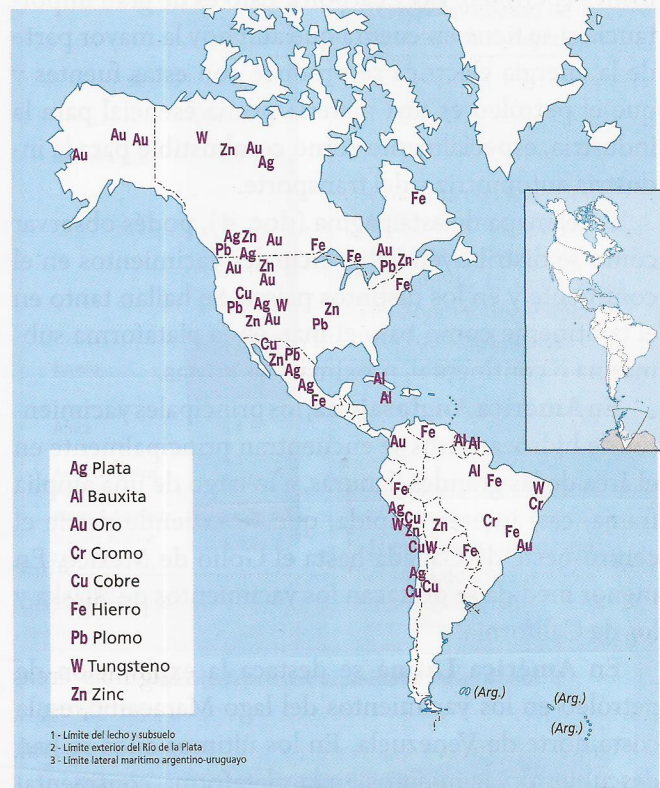 Au Au Au W Zn Au Ag
Fe
Ag Zn Au Fe Fe Au
Pb Ag Pb Zn
Au Zn Fe
Au
Cu Ag W Zn
Pb Zn Au Pb
Cu
Zn Pb
Ag
Ag Al
Fe Al
Au Fe Al Al
Al Fe
Fe W
Ag Cu Cr
W Zn Zn Cr Fe
Cu W Fe Au
Ag
Cu Cu
Ag Plata
Al Bauxita
Au Oro
Cr Cromo
Cu Cobre
Fe Hierro
Pb Plomo
W Tungsteno
Zn Zinc
(Arg.) (Arg.)
(Arg.)
1 - Límite del lecho y subsuelo
2 - Límite exterior del Río de la Plata
3 - Límite lateral marítimo argentino-uruguayo